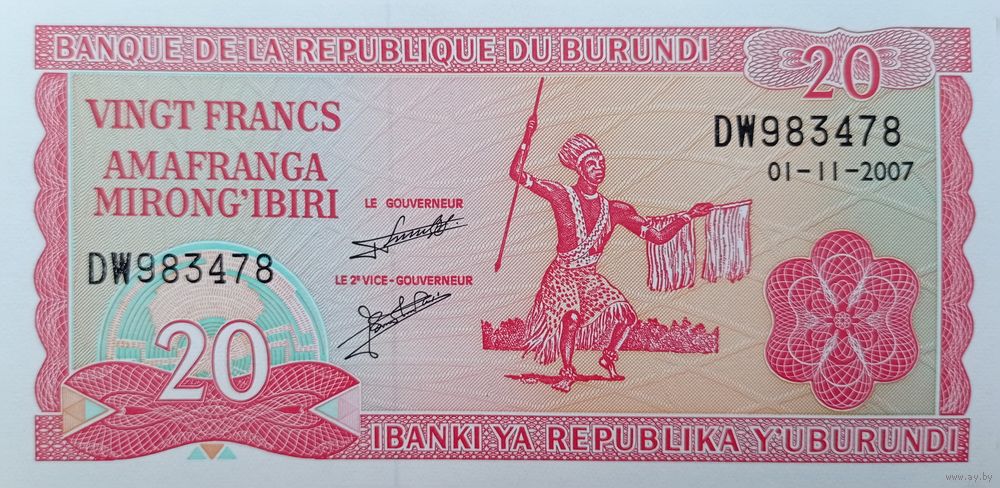 BANQUE DE LA REPUBLIQUE DU BURUNDI
20
VINGT FRANCS
AMAFRANGA
MIRONG'IBIRI
DW983478
01-11-2007
LE GOUVERNEUR
LE 2E VICE-GOUVERNEUR
DW983478
20
IBANKI YA REPUBLIKA Y'UBURUNDI
www.ay.by